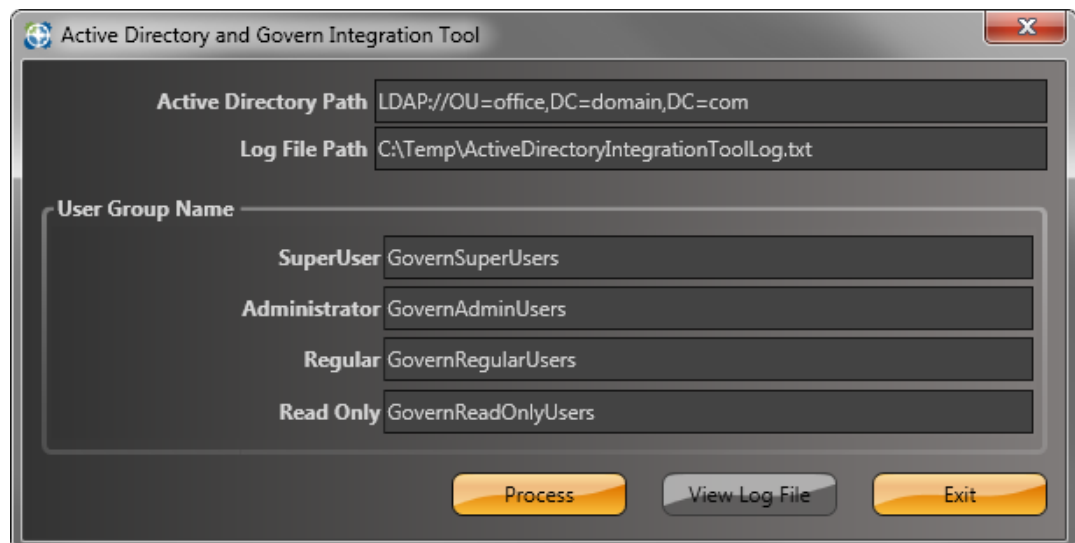 Active Directory and Govern Integration Tool
Active Directory Path LDAP://OU=office,DC=domain,DC=com
Log File Path C:\Temp\ActiveDirectoryIntegrationToolLog.txt
User Group Name
SuperUser GovernSuperUsers
Administrator GovernAdminUsers
Regular GovernRegularUsers
Read Only GovernReadOnlyUsers
Process View Log File Exit